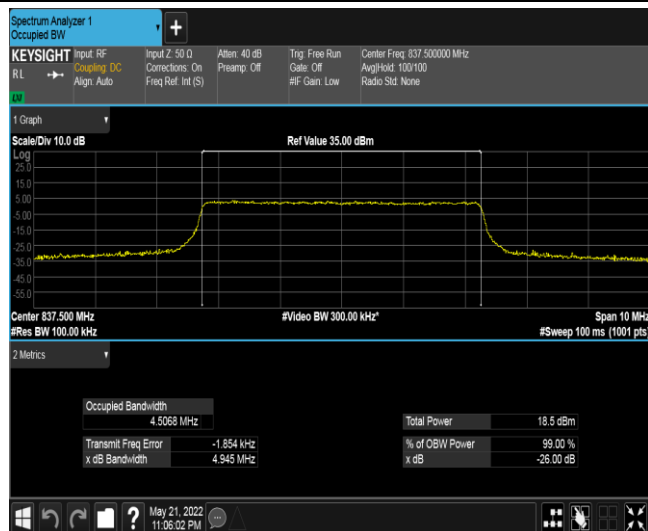 Spectrum Analyzer 1
Occupied BW
+
KEYSIGHT Input: RF Input Z: 50 Ω Atten: 40 dB Trig: Free Run Center Freq: 837.500000 MHz
RL Coupling: DC Corrections: On Preamp: Off Gate: Off Avg|Hold: 100/100
Align: Auto Freq Ref: Int (S) #IF Gain: Low Radio Std: None
1 Graph
Scale/Div 10.0 dB Ref Value 35.00 dBm
Log
25.0
15.0
5.00
-5.00
-15.0
-25.0
-35.0
-45.0
-55.0
Center 837.500 MHz #Video BW 300.00 kHz* Span 10 MHz
#Res BW 100.00 kHz #Sweep 100 ms (1001 pts)
2 Metrics
Occupied Bandwidth
4.5068 MHz Total Power 18.5 dBm
Transmit Freq Error -1.854 kHz % of OBW Power 99.00 %
x dB Bandwidth 4.945 MHz x dB -26.00 dB
? May 21, 2022
11:06:02 PM